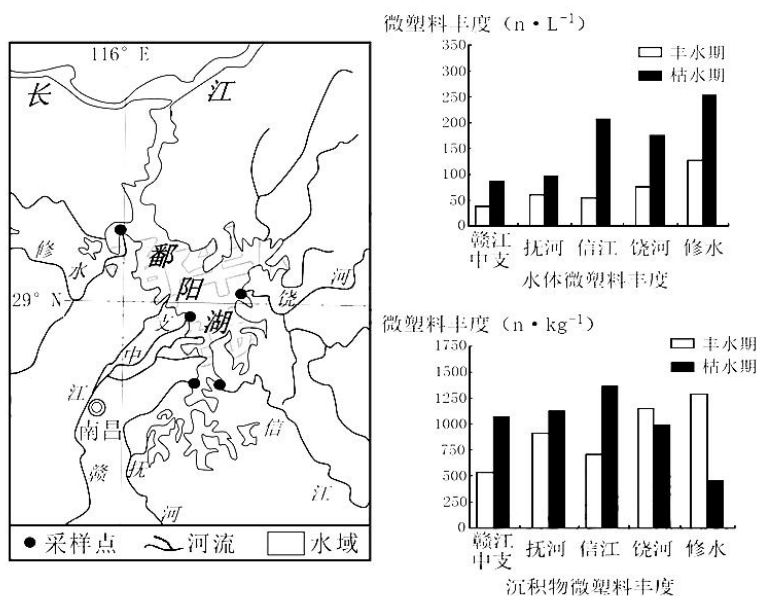 116° E
长 江
修 水
鄱 阳 湖
29° N
饶 河
支
中
江
南昌
赣
抚 河
信 江
采样点 河流 水域
微塑料丰度（n·L⁻¹）
350
300
250
200
150
100
50
0
丰水期
枯水期
赣江中支 抚河 信江 饶河 修水
水体微塑料丰度
微塑料丰度（n·kg⁻¹）
1750
1500
1250
1000
750
500
250
0
丰水期
枯水期
赣江中支 抚河 信江 饶河 修水
沉积物微塑料丰度